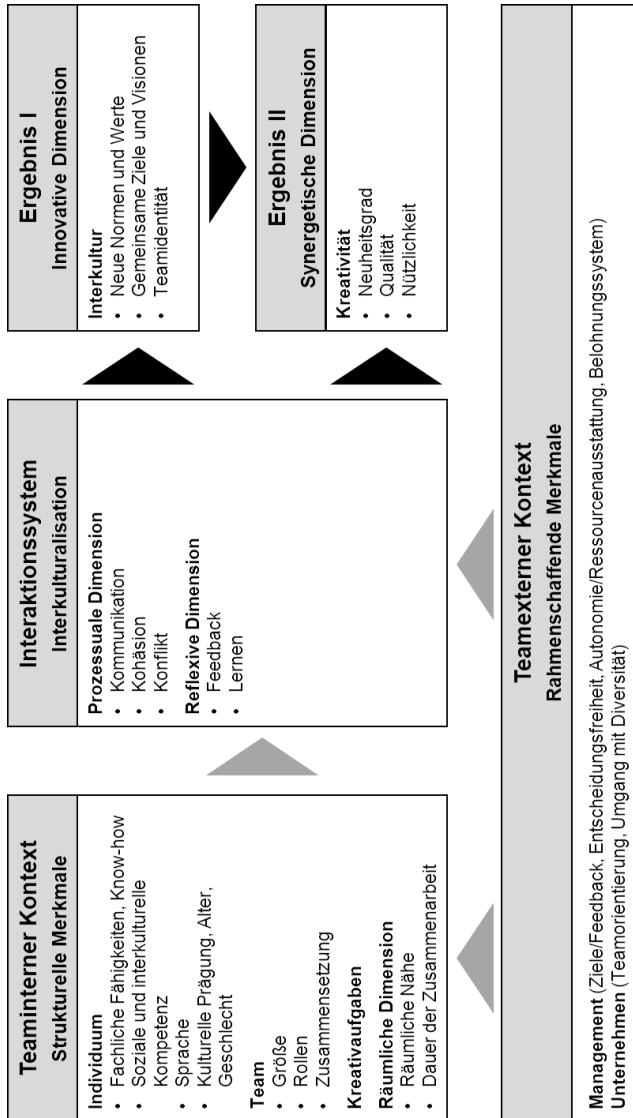 Teaminterner Kontext
Strukturelle Merkmale
Individuum
• Fachliche Fähigkeiten, Know-how
• Soziale und interkulturelle
Kompetenz
• Sprache
• Kulturelle Prägung, Alter,
Geschlecht
Team
• Größe
• Rollen
• Zusammensetzung
Kreativaufgaben
Räumliche Dimension
• Räumliche Nähe
• Dauer der Zusammenarbeit
Interaktionssystem
Interkulturalisation
Prozessuale Dimension
• Kommunikation
• Kohäsion
• Konflikt
Reflexive Dimension
• Feedback
• Lernen
Ergebnis I
Innovative Dimension
Interkultur
• Neue Normen und Werte
• Gemeinsame Ziele und Visionen
• Teamidentität
Ergebnis II
Synergetische Dimension
Kreativität
• Neuheitsgrad
• Qualität
• Nützlichkeit
Teamexterner Kontext
Rahmenschaffende Merkmale
Management (Ziele/Feedback, Entscheidungsfreiheit, Autonomie/Ressourcenausstattung, Belohnungssystem)
Unternehmen (Teamorientierung, Umgang mit Diversität)